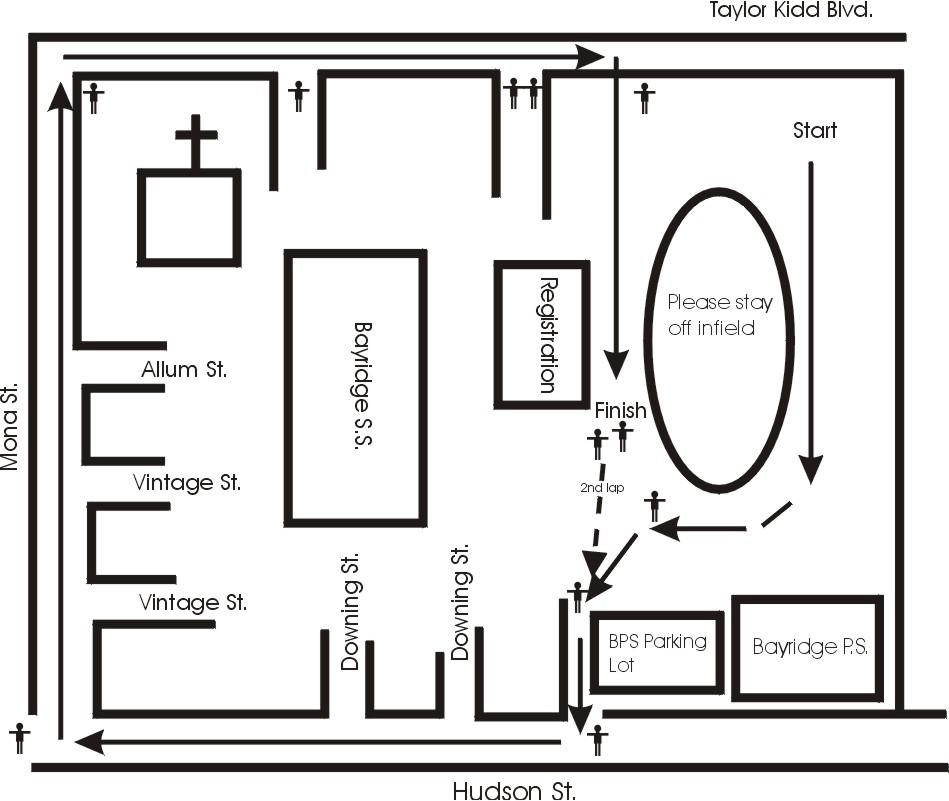 Taylor Kidd Blvd.
Start
Please stay
off infield
Registration
Bayridge S.S.
Allum St.
Mona St.
Finish
Vintage St.
2nd lap
Downing St.
Downing St.
Vintage St.
BPS Parking
Lot
Bayridge P.S.
Hudson St.